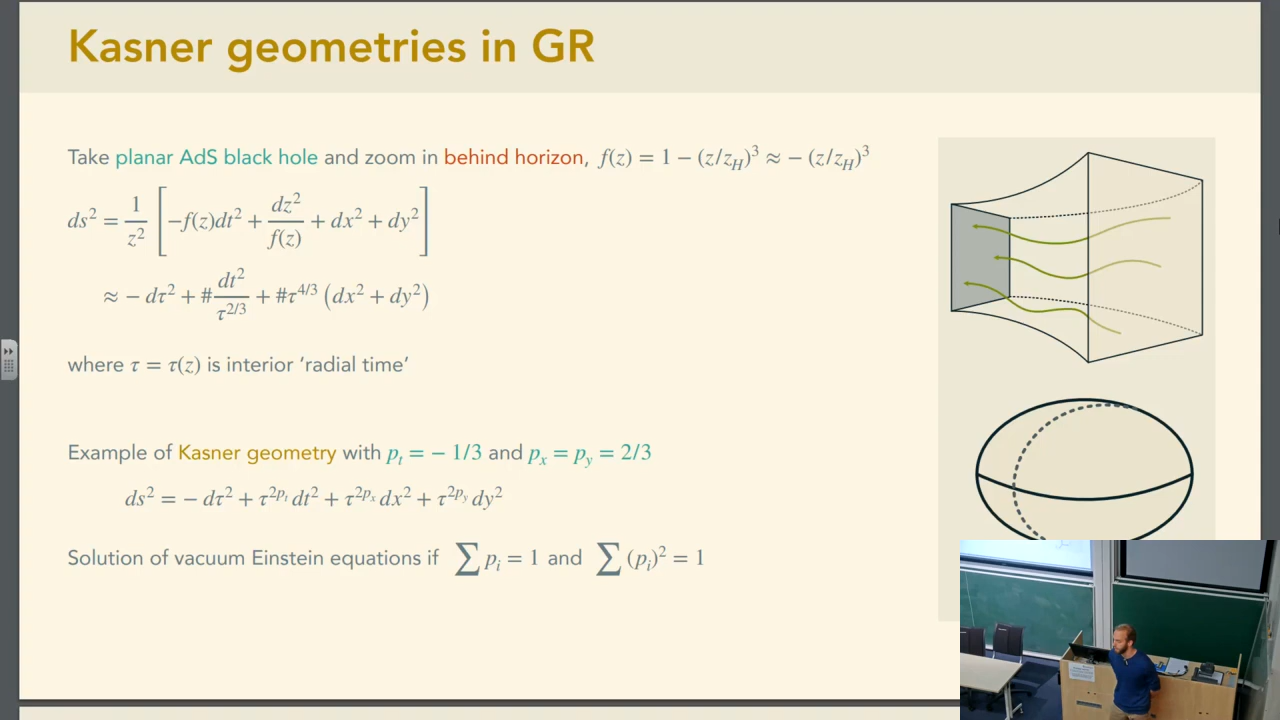 Kasner geometries in GR
Take planar AdS black hole and zoom in behind horizon, f(z) = 1 − (z/z_H)³ ≈ − (z/z_H)³
ds² = 1/z² [−f(z)dt² + dz²/f(z) + dx² + dy²]
≈ − dτ² + # dt²/τ^{2/3} + #τ^{4/3} (dx² + dy²)
where τ = τ(z) is interior ‘radial time’
Example of Kasner geometry with p_t = − 1/3 and p_x = p_y = 2/3
ds² = − dτ² + τ^{2p_t} dt² + τ^{2p_x} dx² + τ^{2p_y} dy²
Solution of vacuum Einstein equations if ∑ p_i = 1 and ∑ (p_i)² = 1